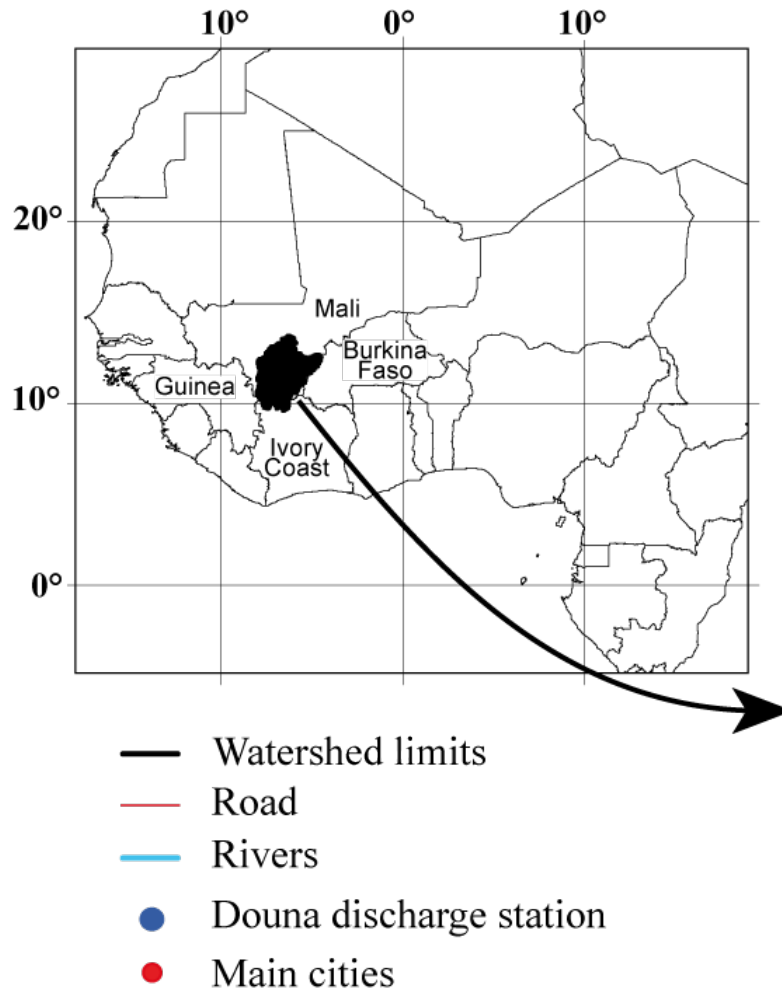 10° 0° 10°
20°
Mali
Burkina
Faso
Guinea
10°
Ivory
Coast
0°
Watershed limits
Road
Rivers
Douna discharge station
Main cities